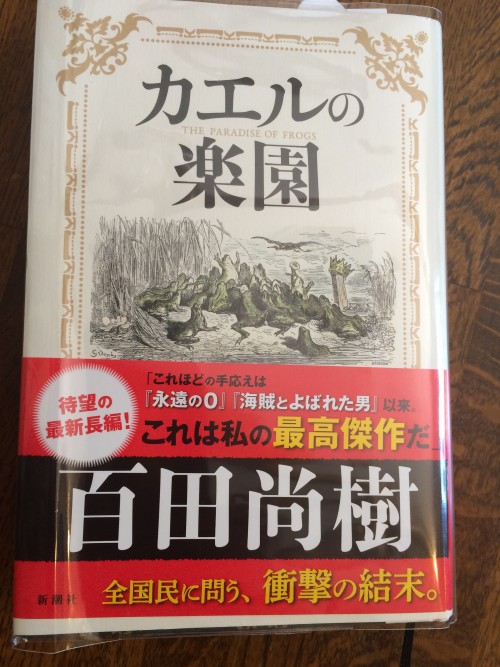 カエルの
THE PARADISE OF FROGS
楽園
待望の
最新長編!
「これほどの手応えは
『永遠の0』『海賊とよばれた男』以来。
これは私の最高傑作だ」
百田尚樹
新潮社
全国民に問う、衝撃の結末。